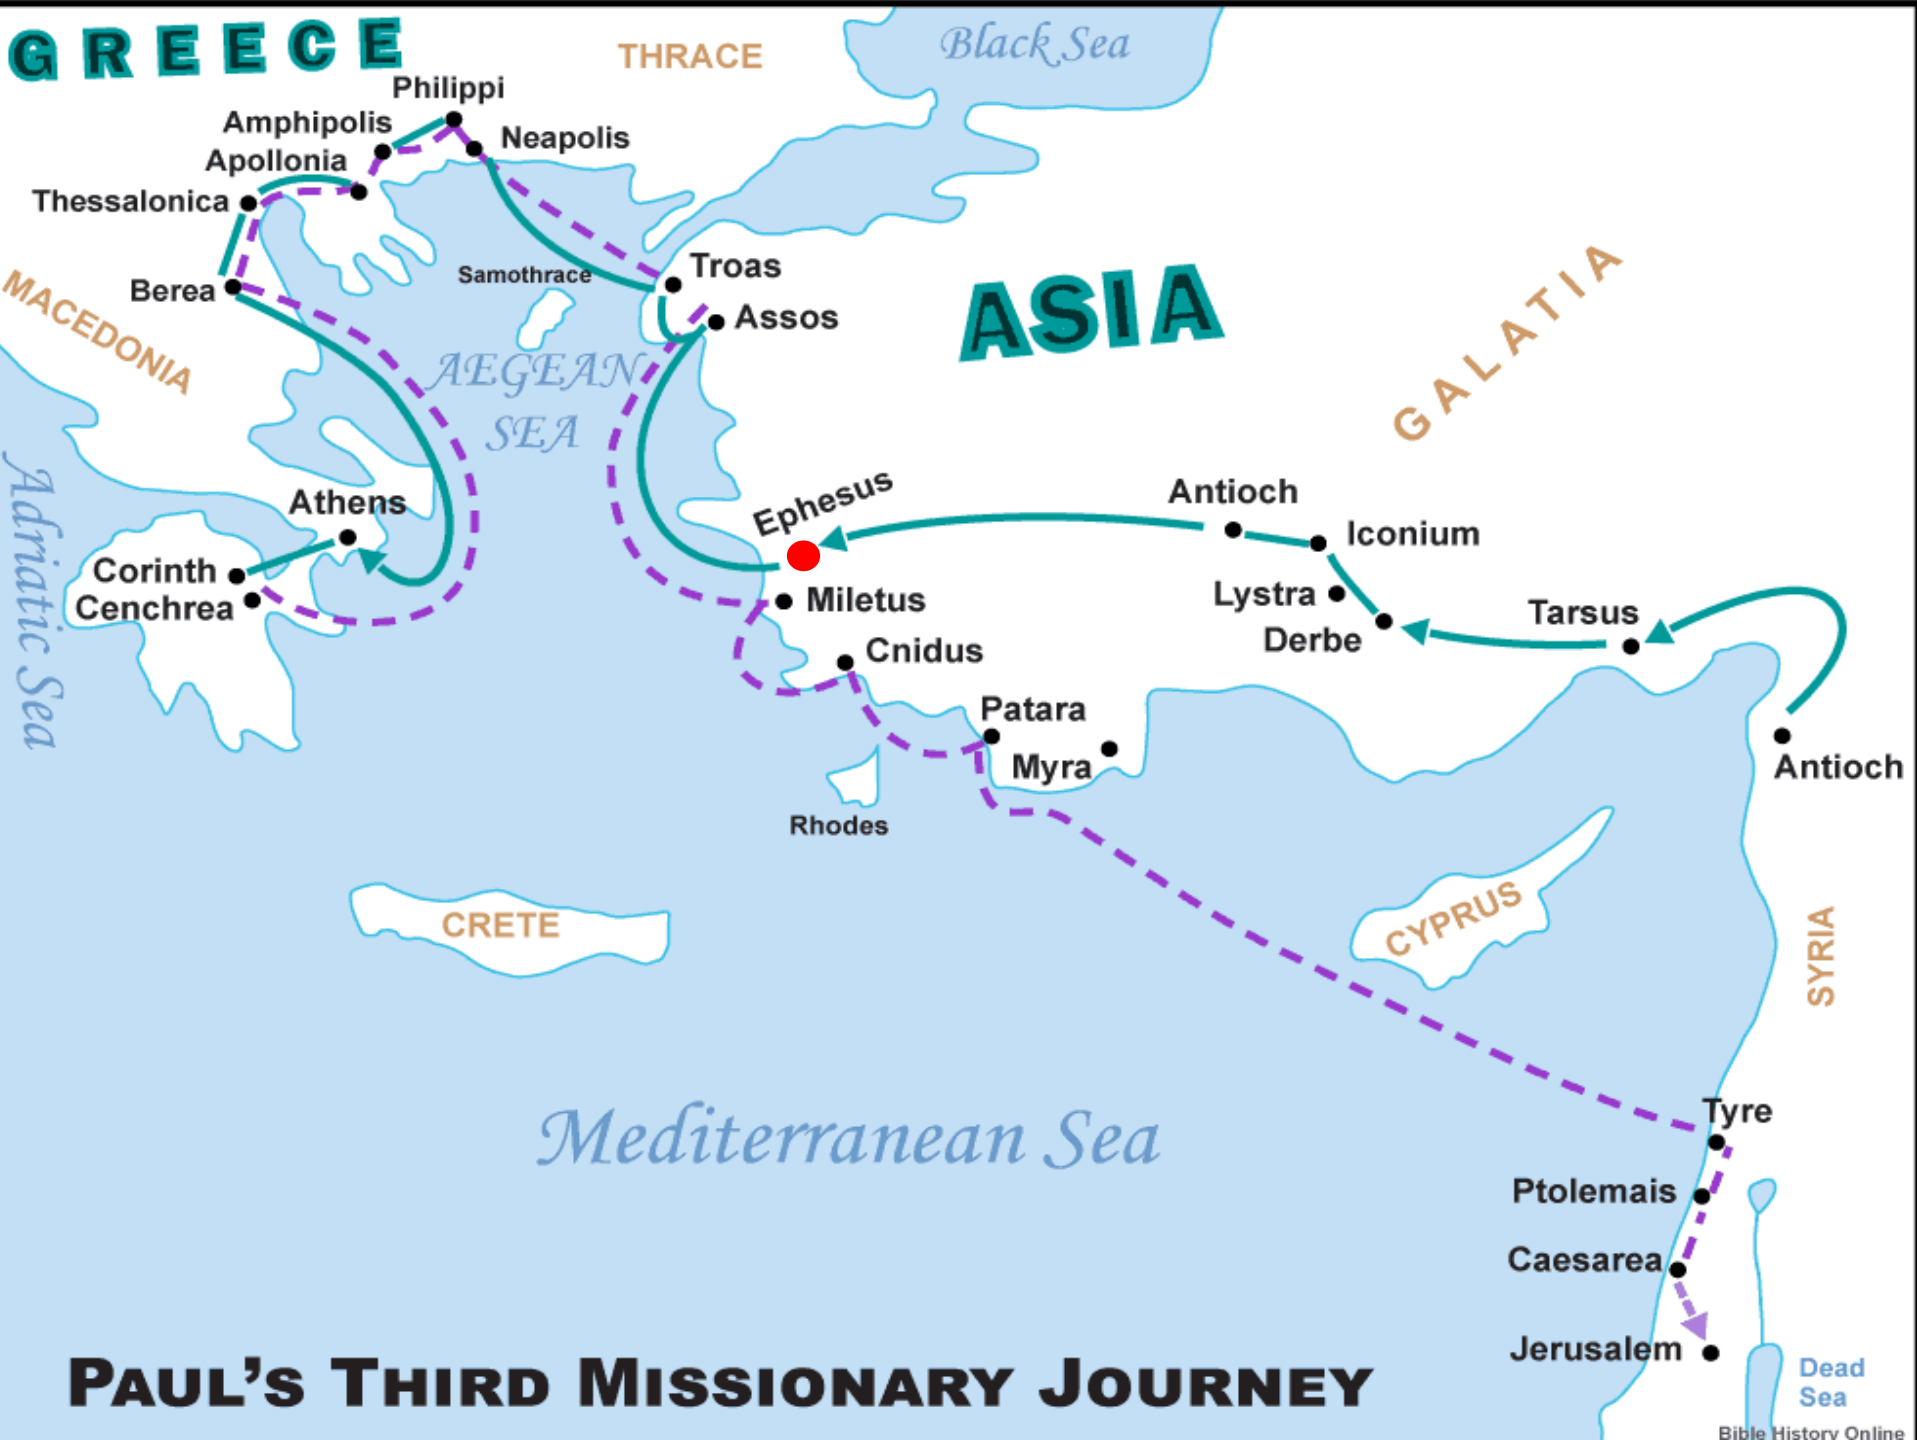 GREECE
THRACE
Black Sea
Philippi
Amphipolis
Neapolis
Apollonia
Thessalonica
Troas
Samothrace
Berea
Assos
MACEDONIA
ASIA
GALATIA
AEGEAN
SEA
Adriatic Sea
Ephesus
Antioch
Athens
Iconium
Corinth
Cenchrea
Miletus
Lystra
Derbe
Tarsus
Cnidus
Patara
Myra
Antioch
Rhodes
CRETE
CYPRUS
SYRIA
Mediterranean Sea
Tyre
Ptolemais
Caesarea
Jerusalem
PAUL'S THIRD MISSIONARY JOURNEY
Dead
Sea
Bible History Online